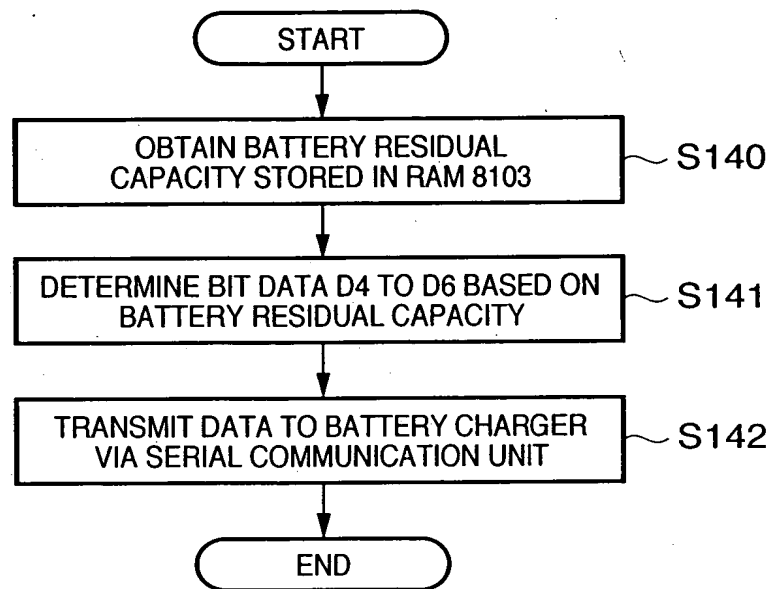 START
OBTAIN BATTERY RESIDUAL
CAPACITY STORED IN RAM 8103
S140
DETERMINE BIT DATA D4 TO D6 BASED ON
BATTERY RESIDUAL CAPACITY
S141
TRANSMIT DATA TO BATTERY CHARGER
VIA SERIAL COMMUNICATION UNIT
S142
END